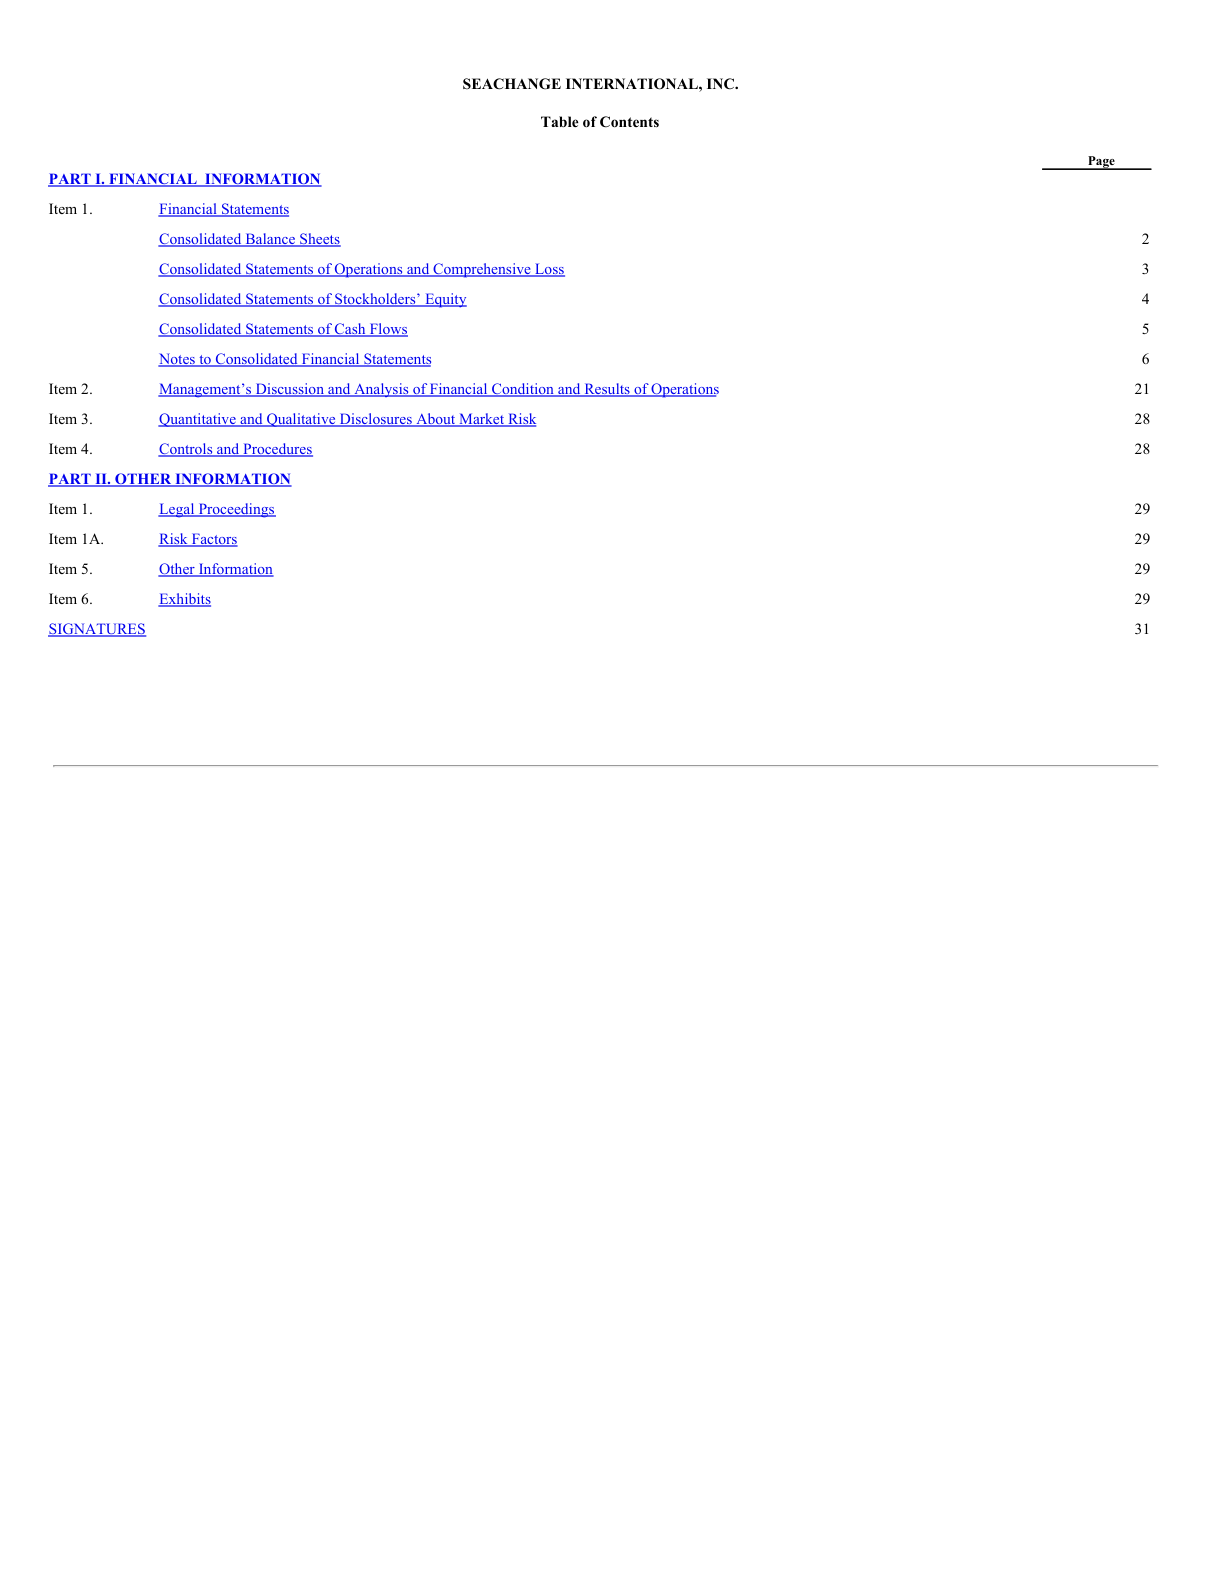 SEACHANGE INTERNATIONAL, INC.
Table of Contents
Page
PART I. FINANCIAL INFORMATION
Item 1. Financial Statements
Consolidated Balance Sheets 2
Consolidated Statements of Operations and Comprehensive Loss 3
Consolidated Statements of Stockholders’ Equity 4
Consolidated Statements of Cash Flows 5
Notes to Consolidated Financial Statements 6
Item 2. Management’s Discussion and Analysis of Financial Condition and Results of Operations 21
Item 3. Quantitative and Qualitative Disclosures About Market Risk 28
Item 4. Controls and Procedures 28
PART II. OTHER INFORMATION
Item 1. Legal Proceedings 29
Item 1A. Risk Factors 29
Item 5. Other Information 29
Item 6. Exhibits 29
SIGNATURES 31